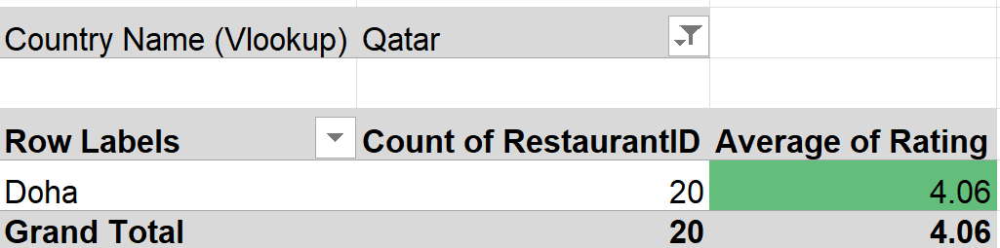 Country Name (Vlookup) Qatar
Row Labels Count of RestaurantID Average of Rating
Doha 20 4.06
Grand Total 20 4.06